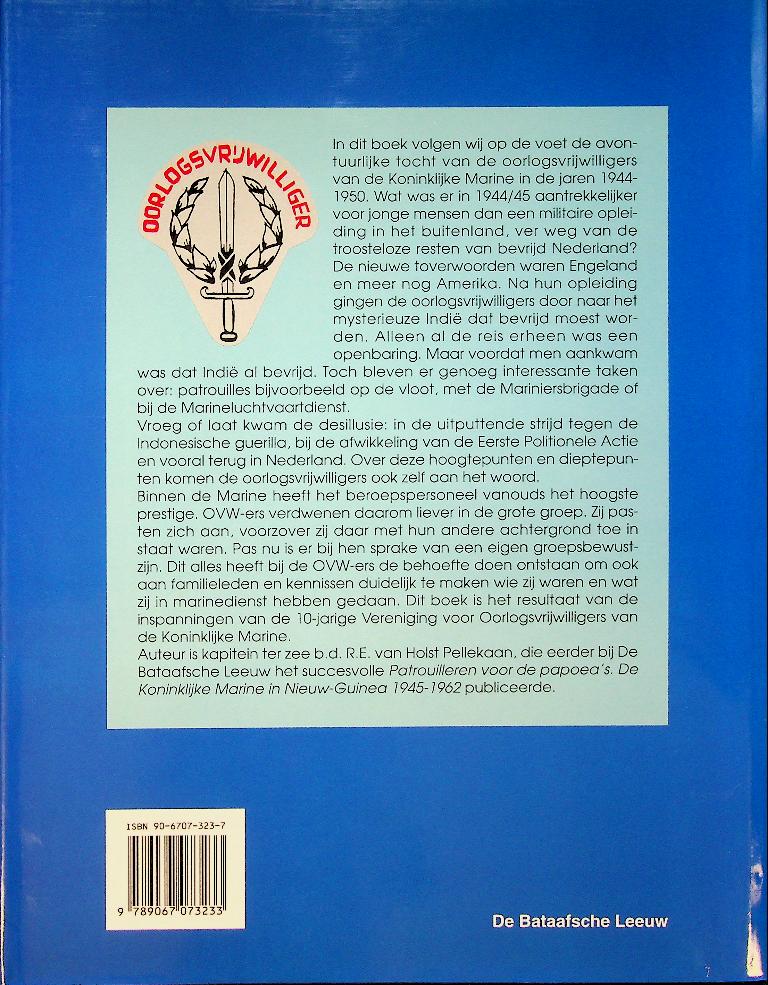 OORLOGSVRIJWILLIGER
In dit boek volgen wij op de voet de avon-
tuurlijke tocht van de oorlogsvrijwilligers
van de Koninklijke Marine in de jaren 1944-
1950. Wat was er in 1944/45 aantrekkelijker
voor jonge mensen dan een militaire oplei-
ding in het buitenland, ver weg van de
troosteloze resten van bevrijd Nederland?
De nieuwe toverwoorden waren Engeland
en meer nog Amerika. Na hun opleiding
gingen de oorlogsvrijwilligers door naar het
mysterieuze Indië dat bevrijd moest wor-
den. Alleen al de reis erheen was een
openbaring. Maar voordat men aankwam
was dat Indië al bevrijd. Toch bleven er genoeg interessante taken
over: patrouilles bijvoorbeeld op de vloot, met de Mariniersbrigade of
bij de Marineluchtvaartdienst.
Vroeg of laat kwam de desillusie: in de uitputtende strijd tegen de
Indonesische guerilla, bij de afwikkeling van de Eerste Politionele Actie
en vooral terug in Nederland. Over deze hoogtepunten en dieptepun-
ten komen de oorlogsvrijwilligers ook zelf aan het woord.
Binnen de Marine heeft het beroepspersoneel vanouds het hoogste
prestige. OVW-ers verdwenen daarom liever in de grote groep. Zij pas-
ten zich aan, voorzover zij daar met hun andere achtergrond toe in
staat waren. Pas nu is er bij hen sprake van een eigen groepsbewust-
zijn. Dit alles heeft bij de OVW-ers de behoefte doen ontstaan om ook
aan familieleden en kennissen duidelijk te maken wie zij waren en wat
zij in marinedienst hebben gedaan. Dit boek is het resultaat van de
inspanningen van de 10-jarige Vereniging voor Oorlogsvrijwilligers van
de Koninklijke Marine.
Auteur is kapitein ter zee b.d. R.E. van Holst Pellekaan, die eerder bij De
Bataafsche Leeuw het succesvolle Patrouilleren voor de papoea's. De
Koninklijke Marine in Nieuw-Guinea 1945-1962 publiceerde.
ISBN 90-6707-323-7
9 789067 073233
De Bataafsche Leeuw